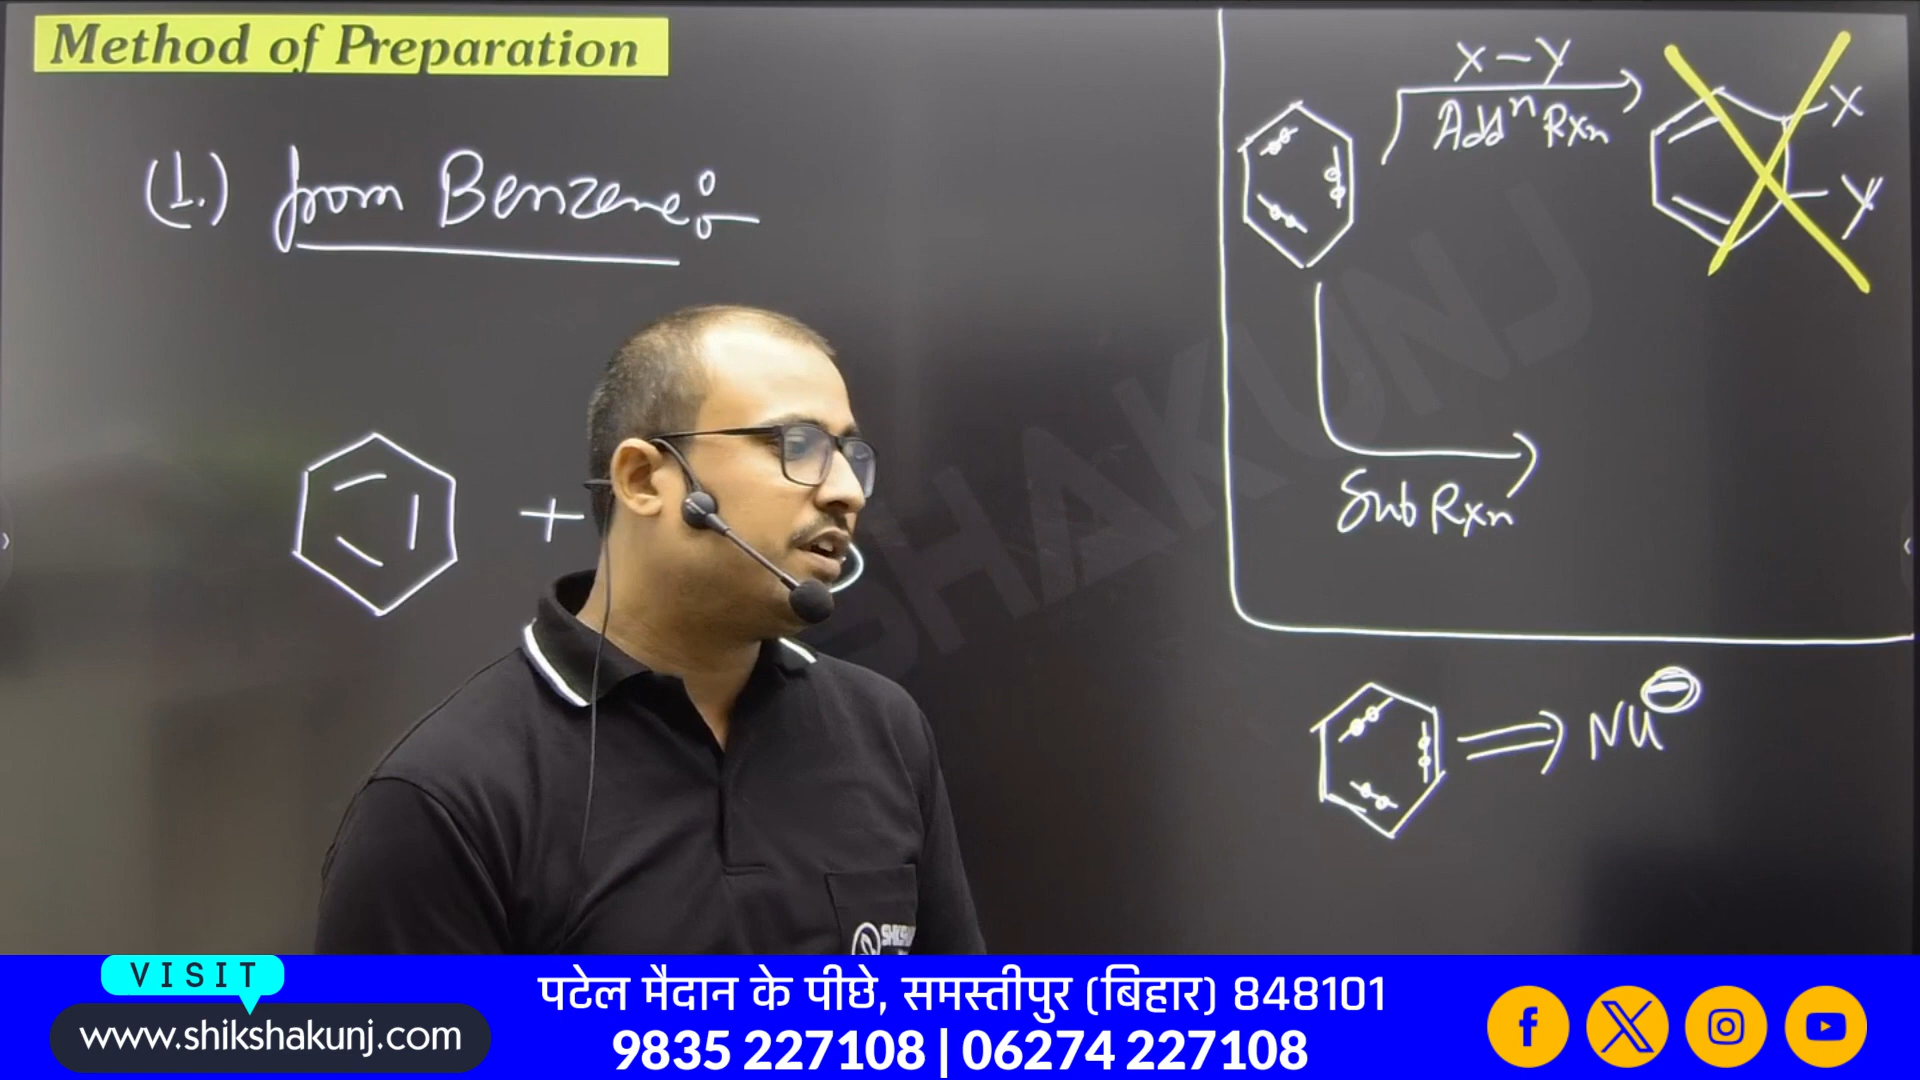 Method of Preparation
(1.) from Benzene:-
+
X-Y
Addⁿ Rxn
X
Y
Sub Rxn
Nu⊖
SHAKUNJ
VISIT
www.shikshakunj.com
पटेल मैदान के पीछे, समस्तीपुर (बिहार) 848101
9835 227108 | 06274 227108